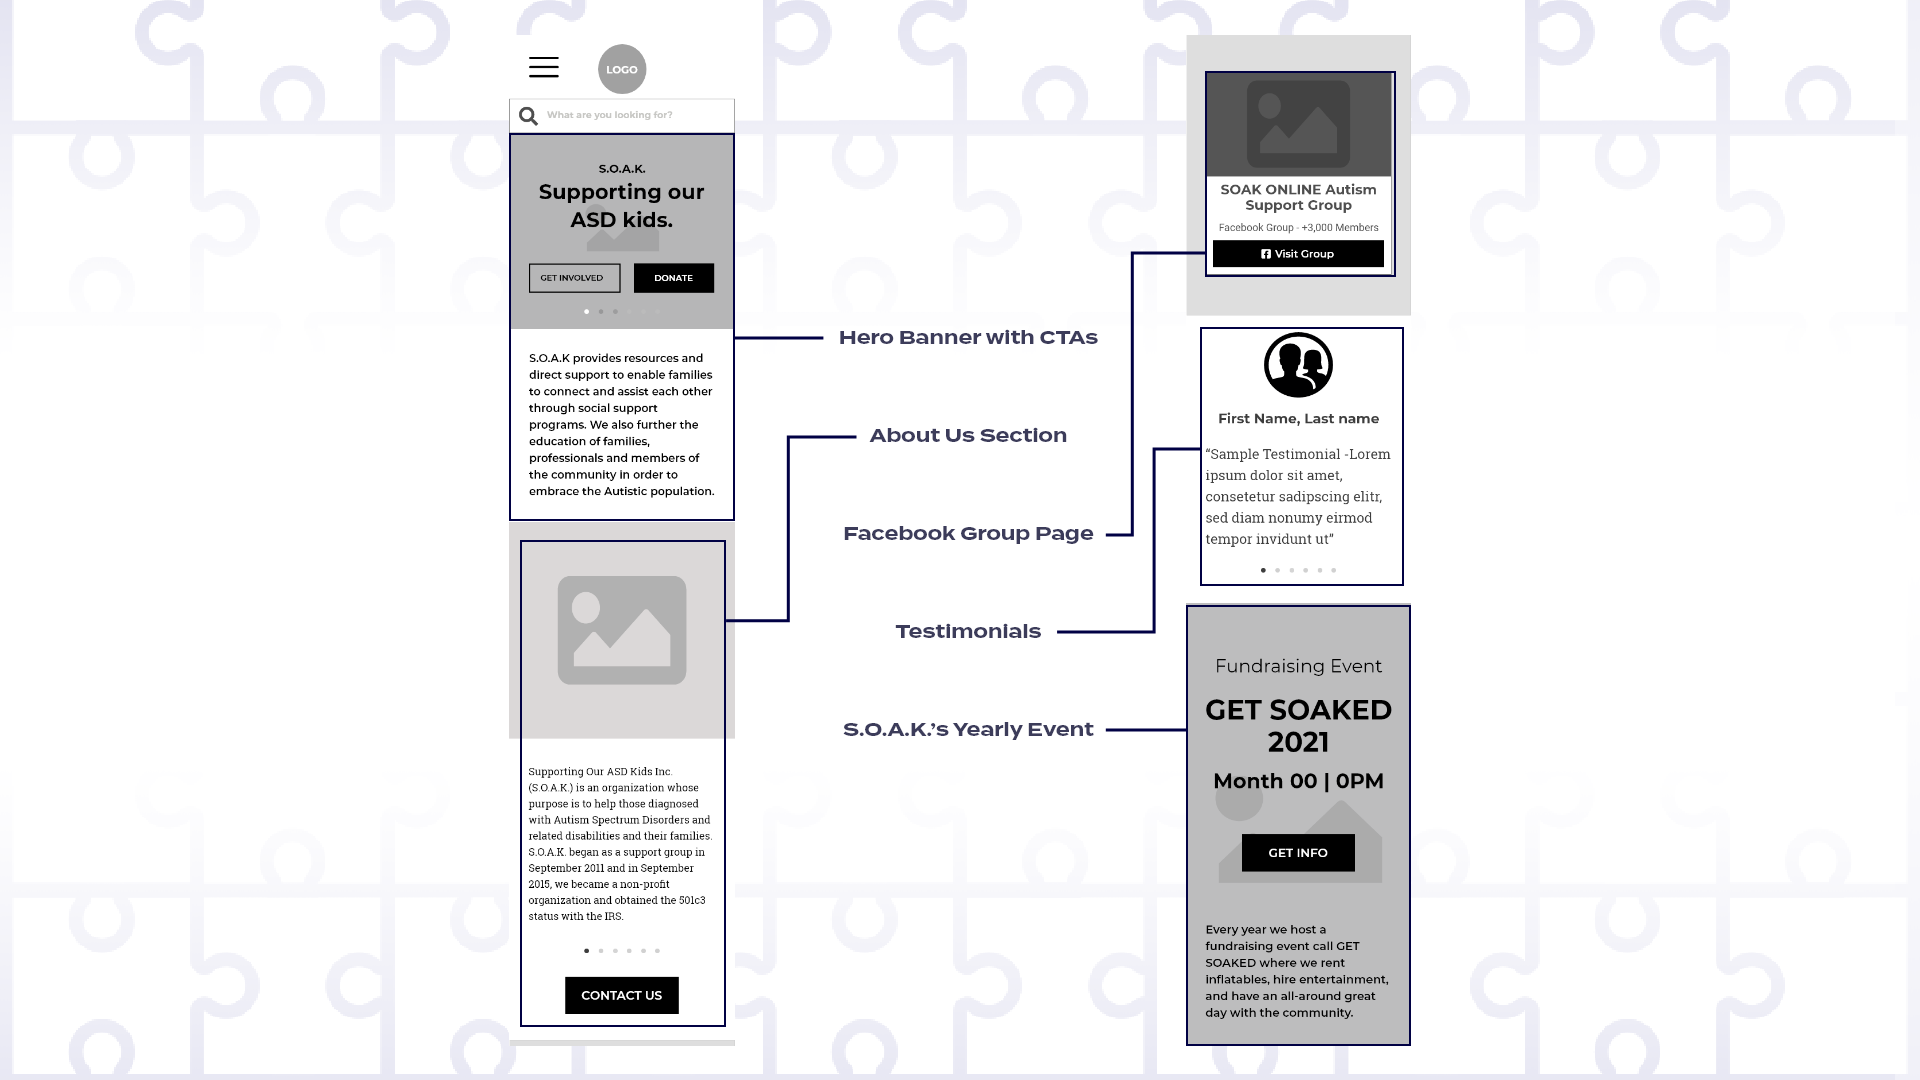 LOGO
What are you looking for?
S.O.A.K.
Supporting our
ASD kids.
GET INVOLVED
DONATE
S.O.A.K provides resources and
direct support to enable families
to connect and assist each other
through social support
programs. We also further the
education of families,
professionals and members of
the community in order to
embrace the Autistic population.
Supporting Our ASD Kids Inc.
(S.O.A.K.) is an organization whose
purpose is to help those diagnosed
with Autism Spectrum Disorders and
related disabilities and their families.
S.O.A.K. began as a support group in
September 2011 and in September
2015, we became a non-profit
organization and obtained the 501c3
status with the IRS.
CONTACT US
Hero Banner with CTAs
About Us Section
Facebook Group Page
Testimonials
S.O.A.K.’s Yearly Event
SOAK ONLINE Autism
Support Group
Facebook Group - +3,000 Members
Visit Group
First Name, Last name
“Sample Testimonial -Lorem
ipsum dolor sit amet,
consetetur sadipscing elitr,
sed diam nonumy eirmod
tempor invidunt ut”
Fundraising Event
GET SOAKED
2021
Month 00 | 0PM
GET INFO
Every year we host a
fundraising event call GET
SOAKED where we rent
inflatables, hire entertainment,
and have an all-around great
day with the community.